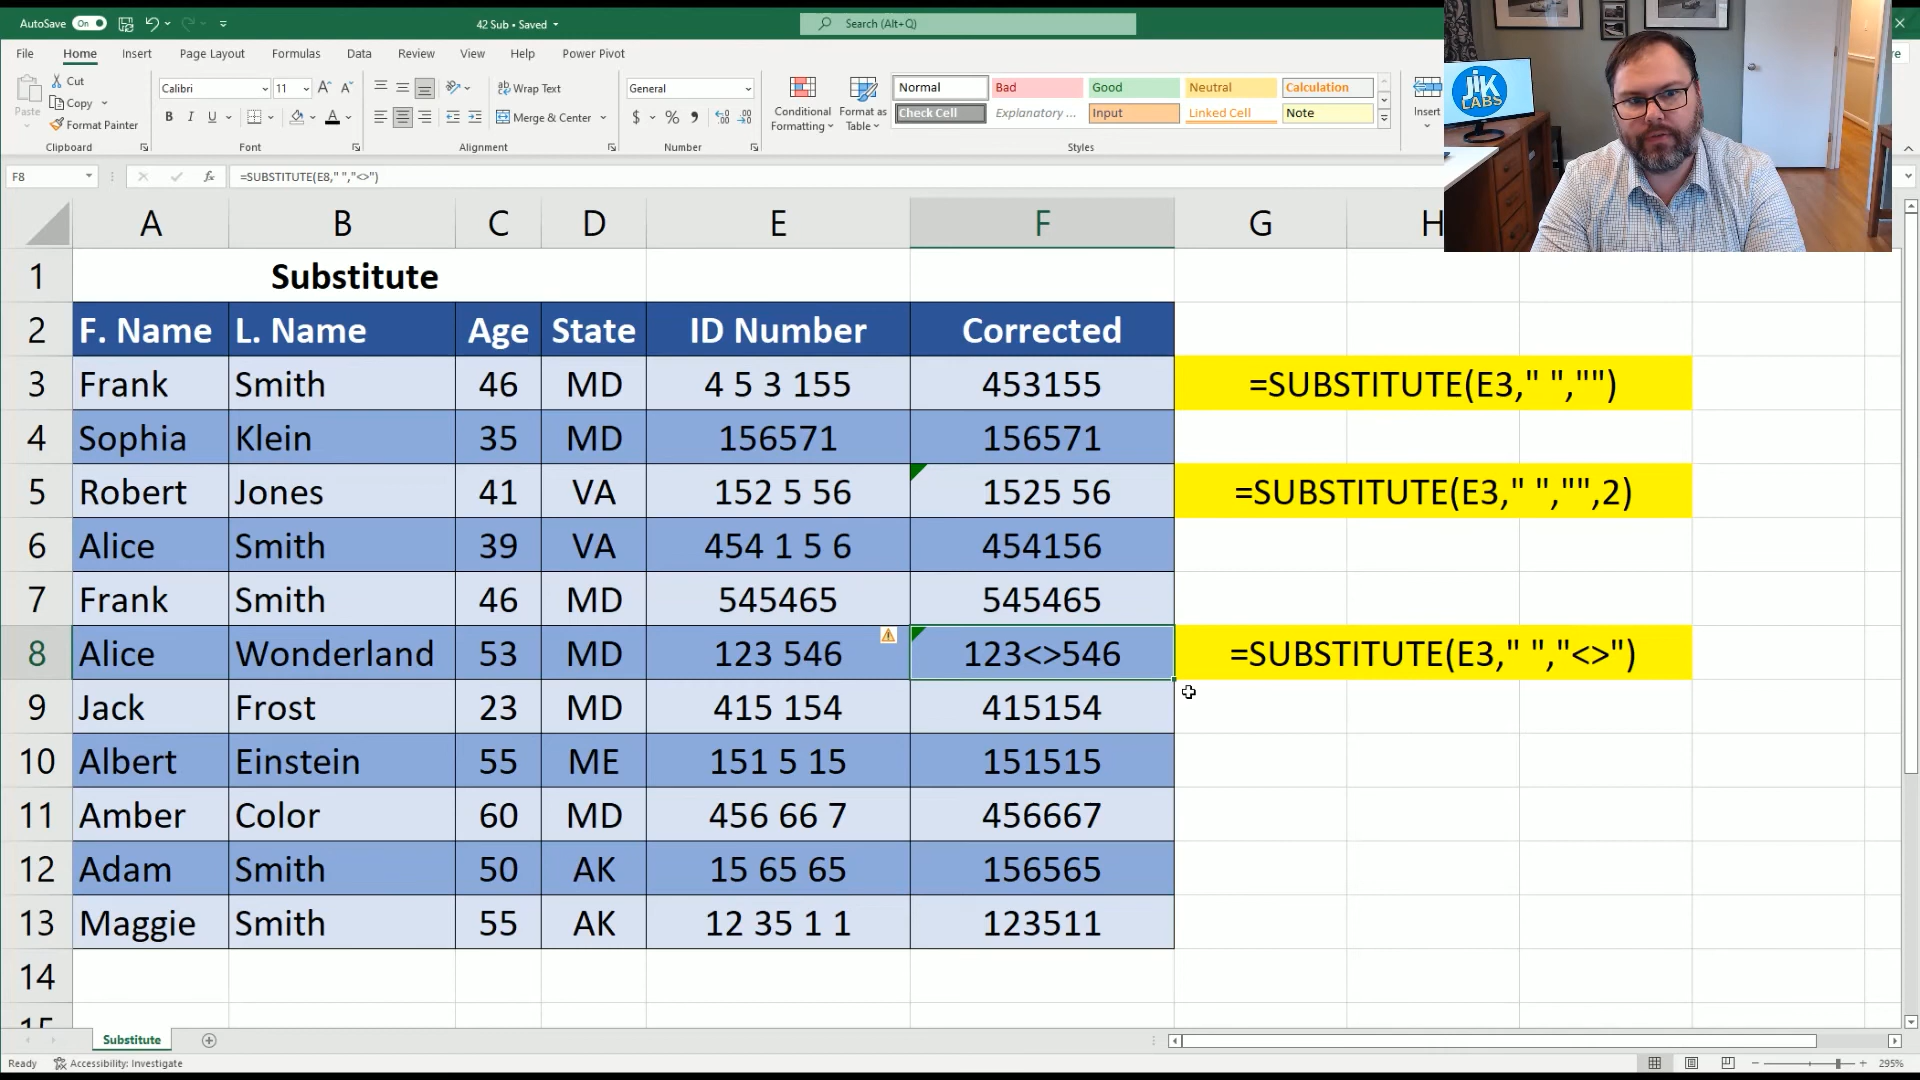 AutoSave On 42 Sub • Saved Search (Alt+Q)
File Home Insert Page Layout Formulas Data Review View Help Power Pivot
Paste Cut Copy Format Painter Clipboard
Calibri 11 B I U A Font
Wrap Text Merge & Center Alignment
General $ % 9 Number
Conditional Formatting Format as Table
Normal Bad Good Neutral Calculation
Check Cell Explanatory ... Input Linked Cell Note
Styles
Insert
JiK LABS
F8 fx =SUBSTITUTE(E8," ","<>")
A B C D E F G H
1 Substitute
2 F. Name L. Name Age State ID Number Corrected
3 Frank Smith 46 MD 4 5 3 155 453155 =SUBSTITUTE(E3," ","")
4 Sophia Klein 35 MD 156571 156571
5 Robert Jones 41 VA 152 5 56 1525 56 =SUBSTITUTE(E3," ","",2)
6 Alice Smith 39 VA 454 1 5 6 454156
7 Frank Smith 46 MD 545465 545465
8 Alice Wonderland 53 MD 123 546 123<>546 =SUBSTITUTE(E3," ","<>")
9 Jack Frost 23 MD 415 154 415154
10 Albert Einstein 55 ME 151 5 15 151515
11 Amber Color 60 MD 456 66 7 456667
12 Adam Smith 50 AK 15 65 65 156565
13 Maggie Smith 55 AK 12 35 1 1 123511
14
15
Substitute
Ready Accessibility: Investigate 295%